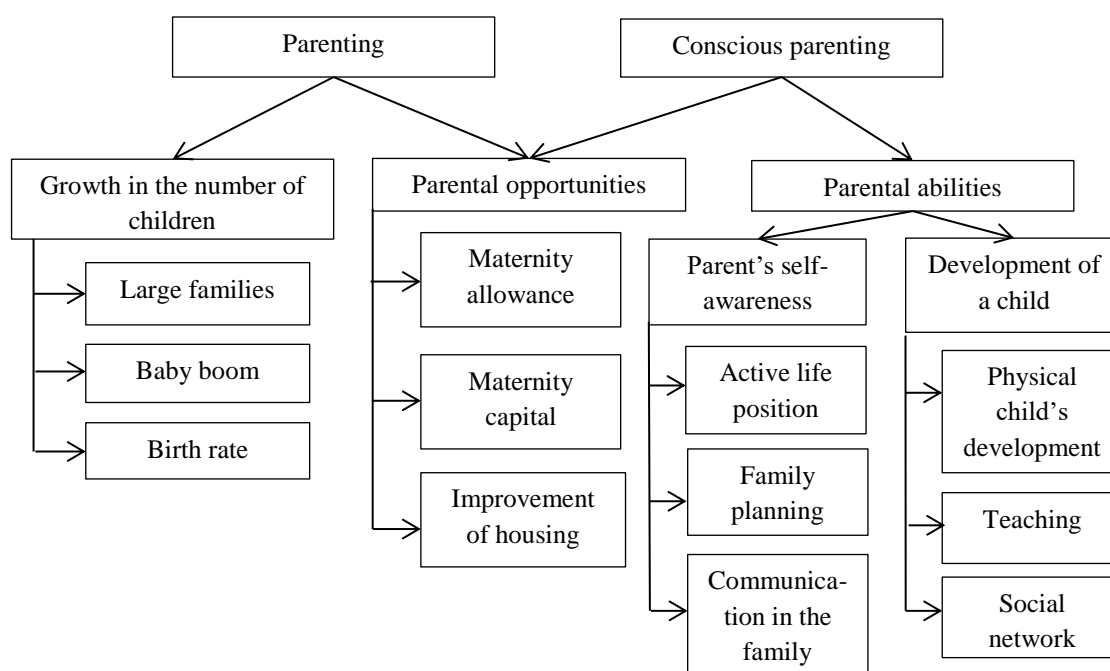 Parenting
Conscious parenting
Growth in the number of
children
Parental opportunities
Parental abilities
Large families
Baby boom
Birth rate
Maternity
allowance
Maternity
capital
Improvement
of housing
Parent’s self-
awareness
Active life
position
Family
planning
Communica-
tion in the
family
Development of
a child
Physical
child’s
development
Teaching
Social
network